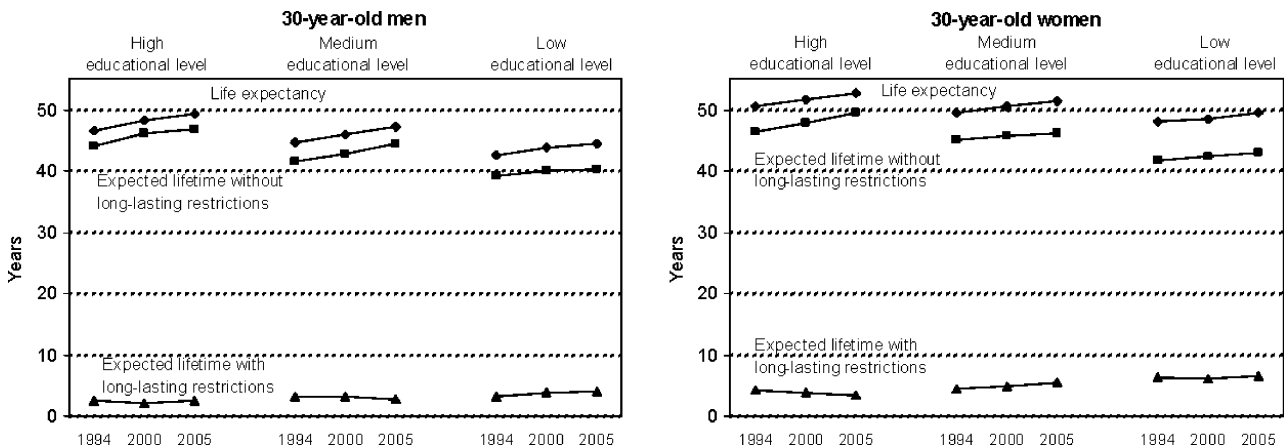 30-year-old men
High
educational level
Medium
educational level
Low
educational level
Life expectancy
Expected lifetime without
long-lasting restrictions
Expected lifetime with
long-lasting restrictions
Years
50
40
30
20
10
0
1994 2000 2005
1994 2000 2005
1994 2000 2005
30-year-old women
High
educational level
Medium
educational level
Low
educational level
Life expectancy
Expected lifetime without
long-lasting restrictions
Expected lifetime with
long-lasting restrictions
Years
50
40
30
20
10
0
1994 2000 2005
1994 2000 2005
1994 2000 2005